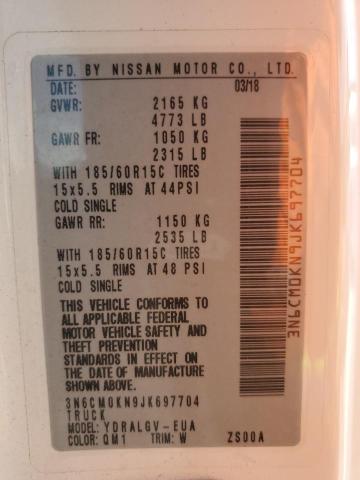 MFD. BY NISSAN MOTOR CO., LTD.
DATE: 03/18
GVWR: 2165 KG
4773 LB
GAWR FR: 1050 KG
2315 LB
WITH 185/60R15C TIRES
15x5.5 RIMS AT 44PSI
COLD SINGLE
GAWR RR: 1150 KG
2535 LB
WITH 185/60R15C TIRES
15x5.5 RIMS AT 48 PSI
COLD SINGLE
THIS VEHICLE CONFORMS TO
ALL APPLICABLE FEDERAL
MOTOR VEHICLE SAFETY AND
THEFT PREVENTION
STANDARDS IN EFFECT ON THE
DATE OF MANUFACTURE
SHOWN ABOVE.
3N6CM0KN9JK697704
TRUCK
MODEL: YDRALGV-EUA
COLOR: QM1 TRIM: W ZS00A
3N6CM0KN9JK697704